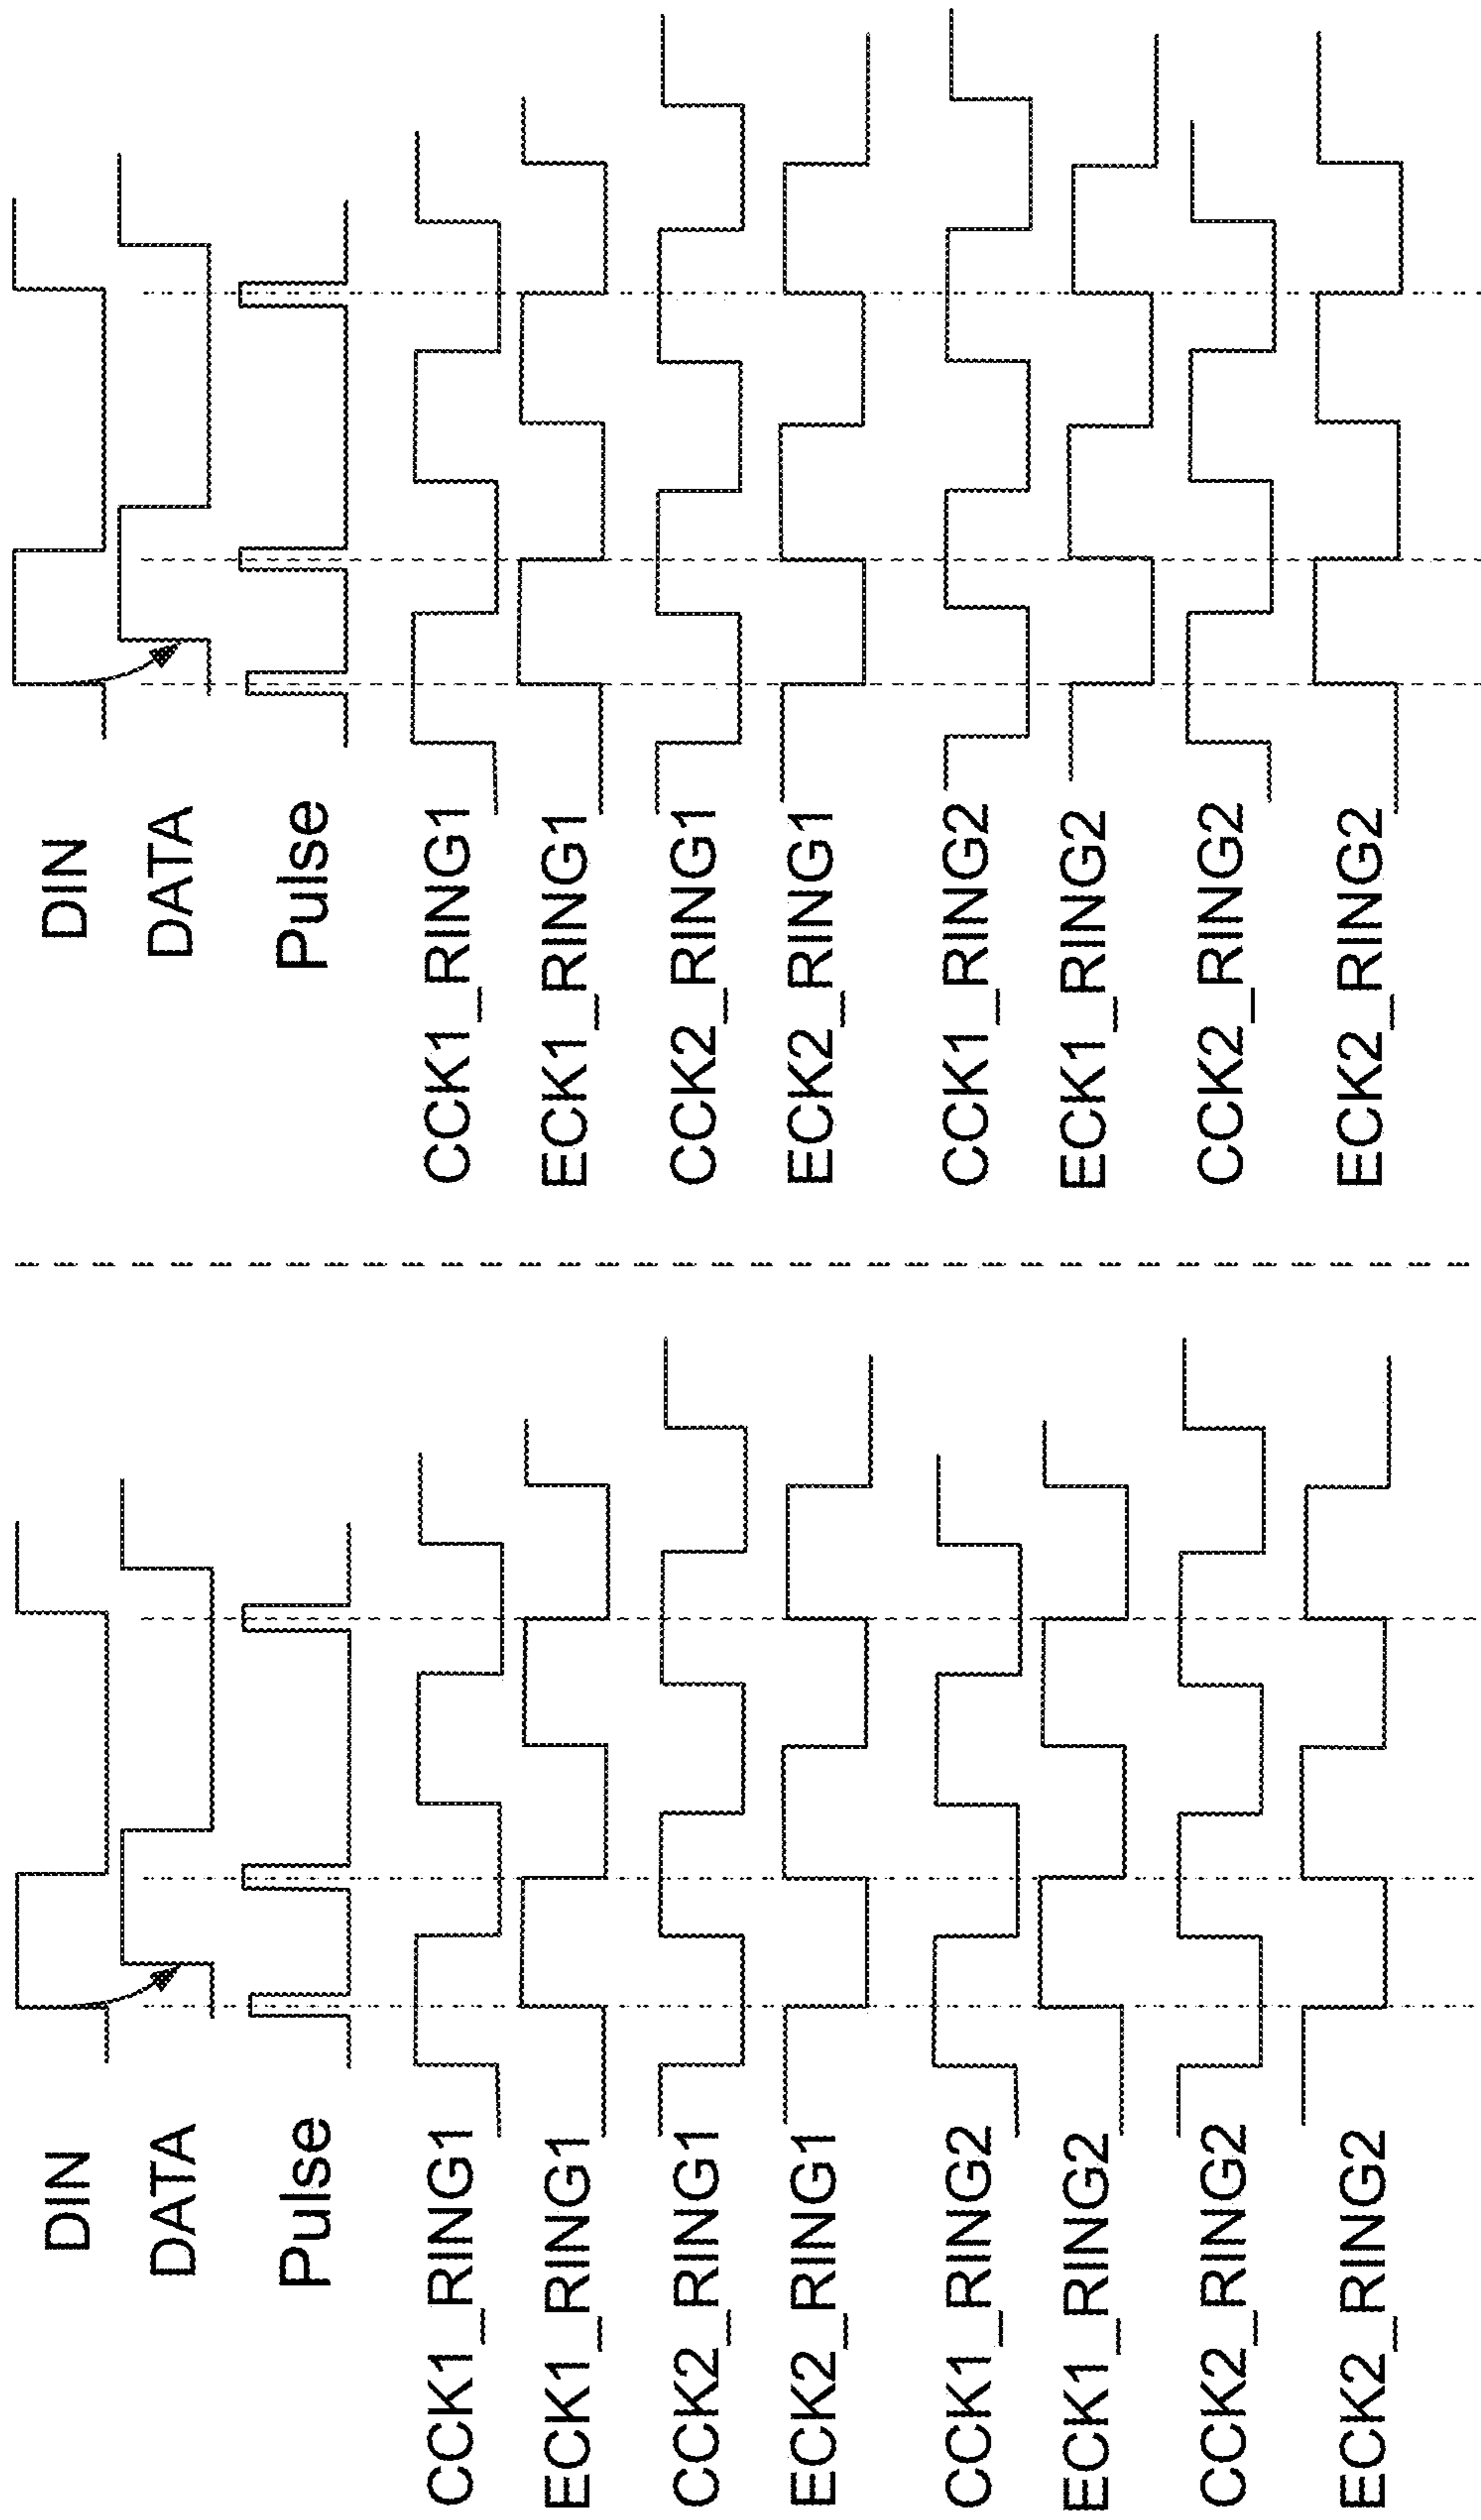 DIN
DATA
Pulse
CCK1_RING1
ECK1_RING1
CCK2_RING1
ECK2_RING1
CCK1_RING2
ECK1_RING2
CCK2_RING2
ECK2_RING2
DIN
DATA
Pulse
CCK1_RING1
ECK1_RING1
CCK2_RING1
ECK2_RING1
CCK1_RING2
ECK1_RING2
CCK2_RING2
ECK2_RING2